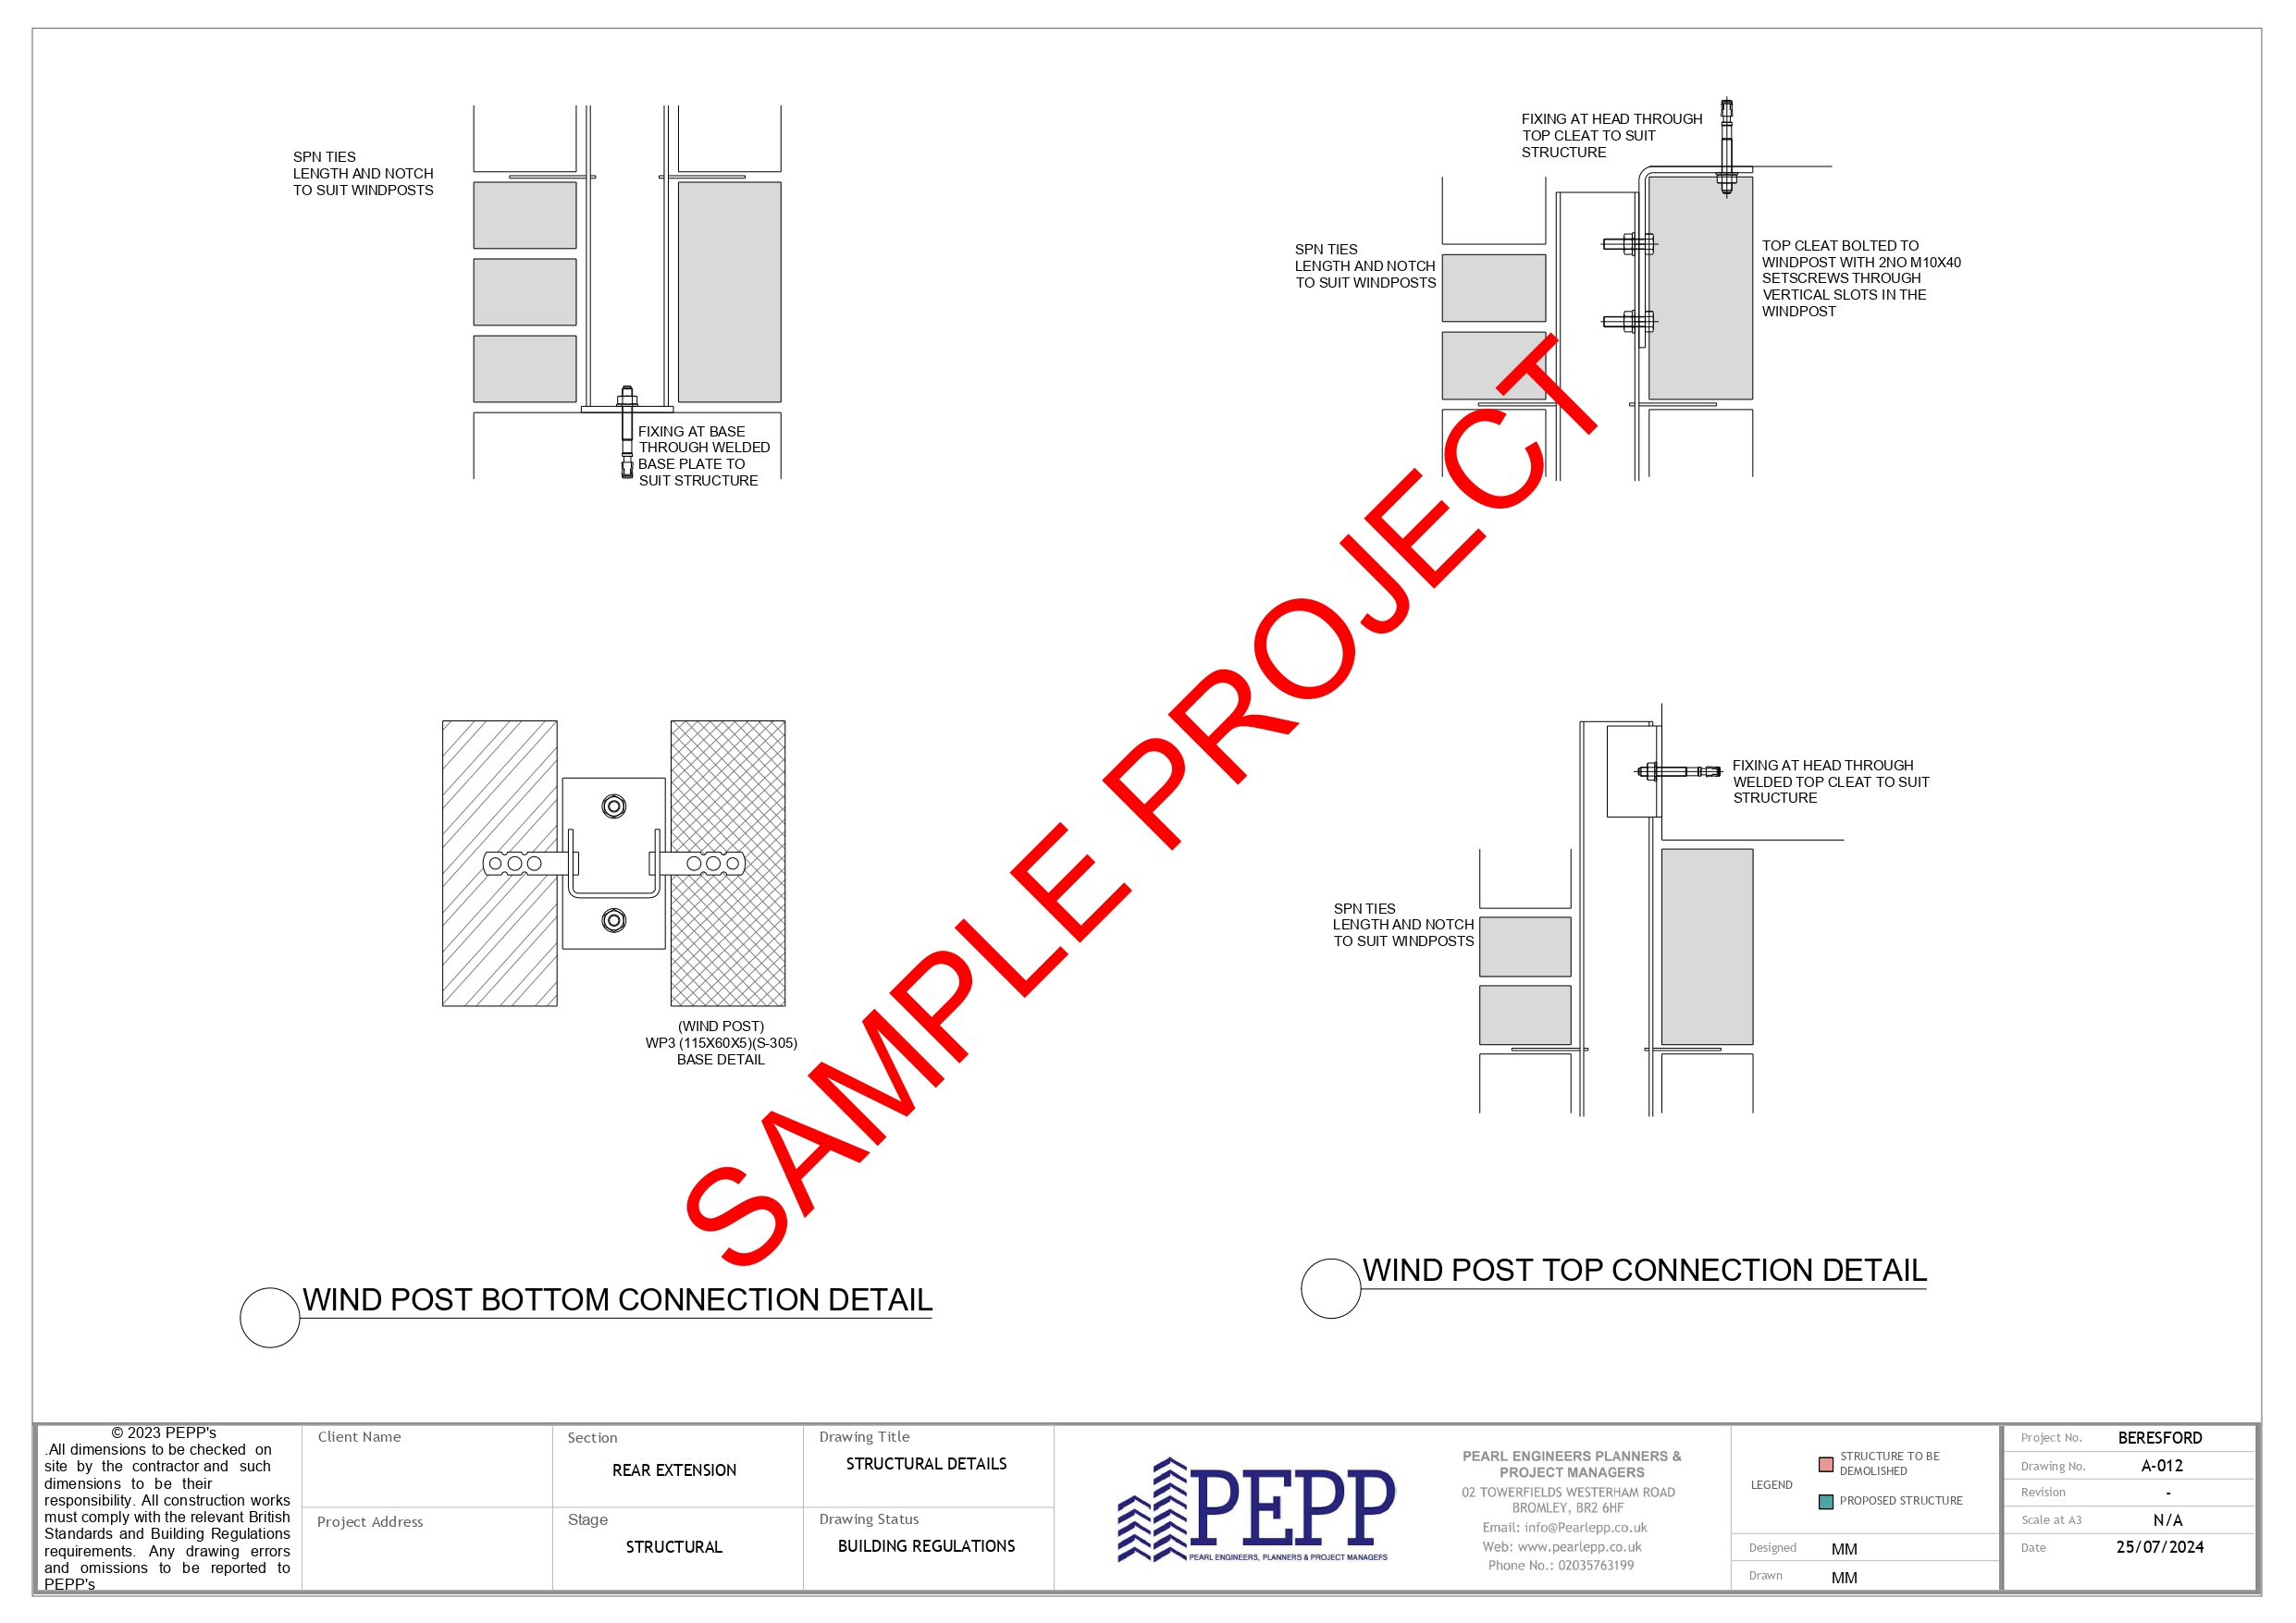 SPN TIES
LENGTH AND NOTCH
TO SUIT WINDPOSTS
FIXING AT BASE
THROUGH WELDED
BASE PLATE TO
SUIT STRUCTURE
FIXING AT HEAD THROUGH
TOP CLEAT TO SUIT
STRUCTURE
SPN TIES
LENGTH AND NOTCH
TO SUIT WINDPOSTS
TOP CLEAT BOLTED TO
WINDPOST WITH 2NO M10X40
SETSCREWS THROUGH
VERTICAL SLOTS IN THE
WINDPOST
SAMPLE PROJECT
(WIND POST)
WP3 (115X60X5)(S-305)
BASE DETAIL
FIXING AT HEAD THROUGH
WELDED TOP CLEAT TO SUIT
STRUCTURE
SPN TIES
LENGTH AND NOTCH
TO SUIT WINDPOSTS
WIND POST BOTTOM CONNECTION DETAIL
WIND POST TOP CONNECTION DETAIL
© 2023 PEPP's
.All dimensions to be checked on
site by the contractor and such
dimensions to be their
responsibility. All construction works
must comply with the relevant British
Standards and Building Regulations
requirements. Any drawing errors
and omissions to be reported to
PEPP's
Client Name
Project Address
Section
REAR EXTENSION
Stage
STRUCTURAL
Drawing Title
STRUCTURAL DETAILS
Drawing Status
BUILDING REGULATIONS
PEPP
PEARL ENGINEERS, PLANNERS & PROJECT MANAGERS
PEARL ENGINEERS PLANNERS &
PROJECT MANAGERS
02 TOWERFIELDS WESTERHAM ROAD
BROMLEY, BR2 6HF
Email: info@Pearlepp.co.uk
Web: www.pearlepp.co.uk
Phone No.: 02035763199
LEGEND
STRUCTURE TO BE
DEMOLISHED
PROPOSED STRUCTURE
Designed MM
Drawn MM
Project No. BERESFORD
Drawing No. A-012
Revision -
Scale at A3 N/A
Date 25/07/2024